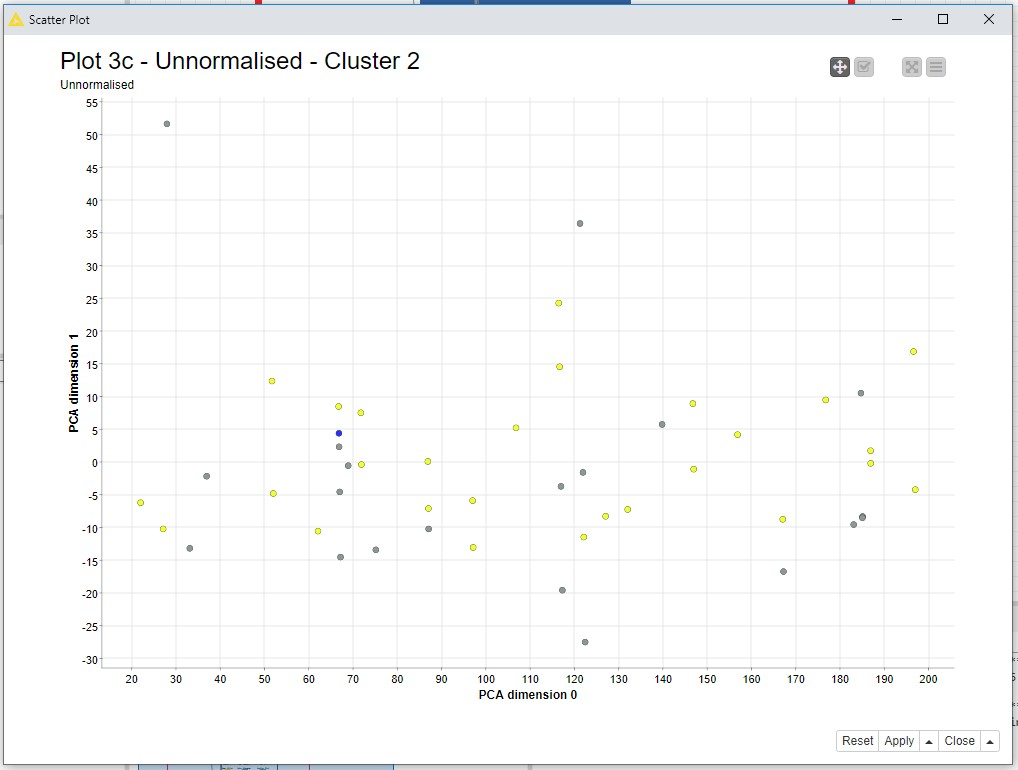 Scatter Plot
Plot 3c - Unnormalised - Cluster 2
Unnormalised
55
50
45
40
35
30
25
20
15
10
5
0
-5
-10
-15
-20
-25
-30
PCA dimension 1
20 30 40 50 60 70 80 90 100 110 120 130 140 150 160 170 180 190 200
PCA dimension 0
Reset Apply Close